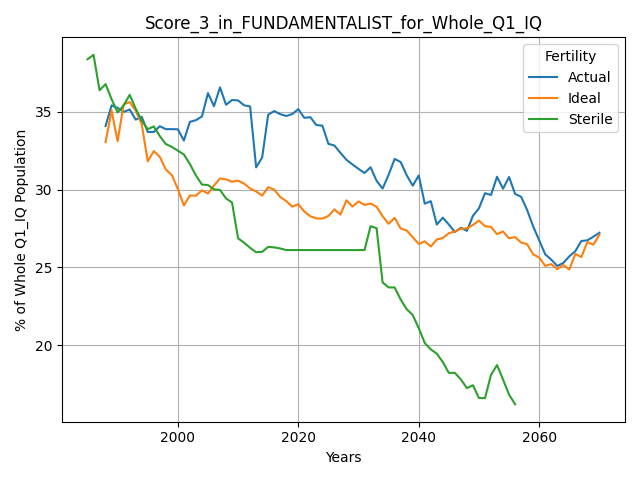 Score_3_in_FUNDAMENTALIST_for_Whole_Q1_IQ
Fertility
Actual
Ideal
Sterile
% of Whole Q1_IQ Population
35
30
25
20
2000
2020
2040
2060
Years